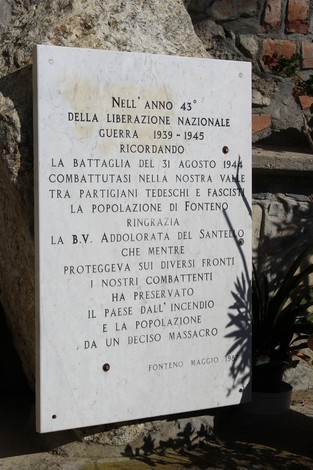 NELL'ANNO 43°
DELLA LIBERAZIONE NAZIONALE
GUERRA 1939-1945
RICORDANDO
LA BATTAGLIA DEL 31 AGOSTO 1944
COMBATTUTASI NELLA NOSTRA VALLE
TRA PARTIGIANI TEDESCHI E FASCISTI
LA POPOLAZIONE DI FONTENO
RINGRAZIA
LA B.V. ADDOLORATA DEL SANTELLO
CHE MENTRE
PROTEGGEVA SUI DIVERSI FRONTI
I NOSTRI COMBATTENTI
HA PRESERVATO
IL PAESE DALL'INCENDIO
E LA POPOLAZIONE
DA UN DECISO MASSACRO
FONTENO MAGGIO